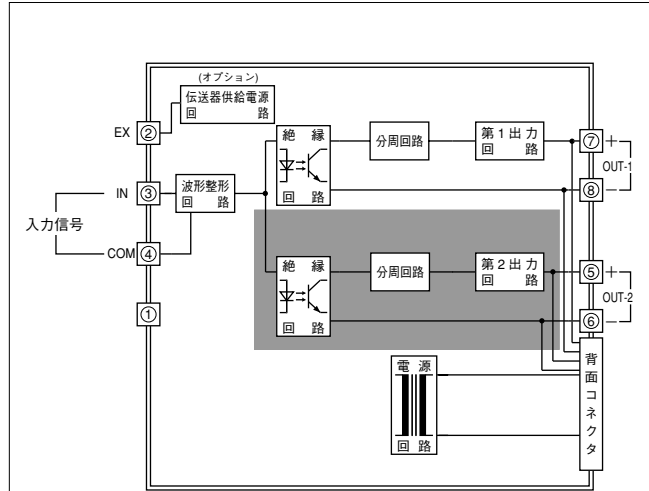 (オプション)
伝送器供給電源
回 路
EX ②
絶 縁
回 路
分周回路
第1出力
回 路
⑦ +
OUT-1
⑧ −
IN ③
波形整形
回 路
入力信号
COM ④
絶 縁
回 路
分周回路
第2出力
回 路
⑤ +
OUT-2
⑥ −
①
電 源
回 路
背面コネクタ